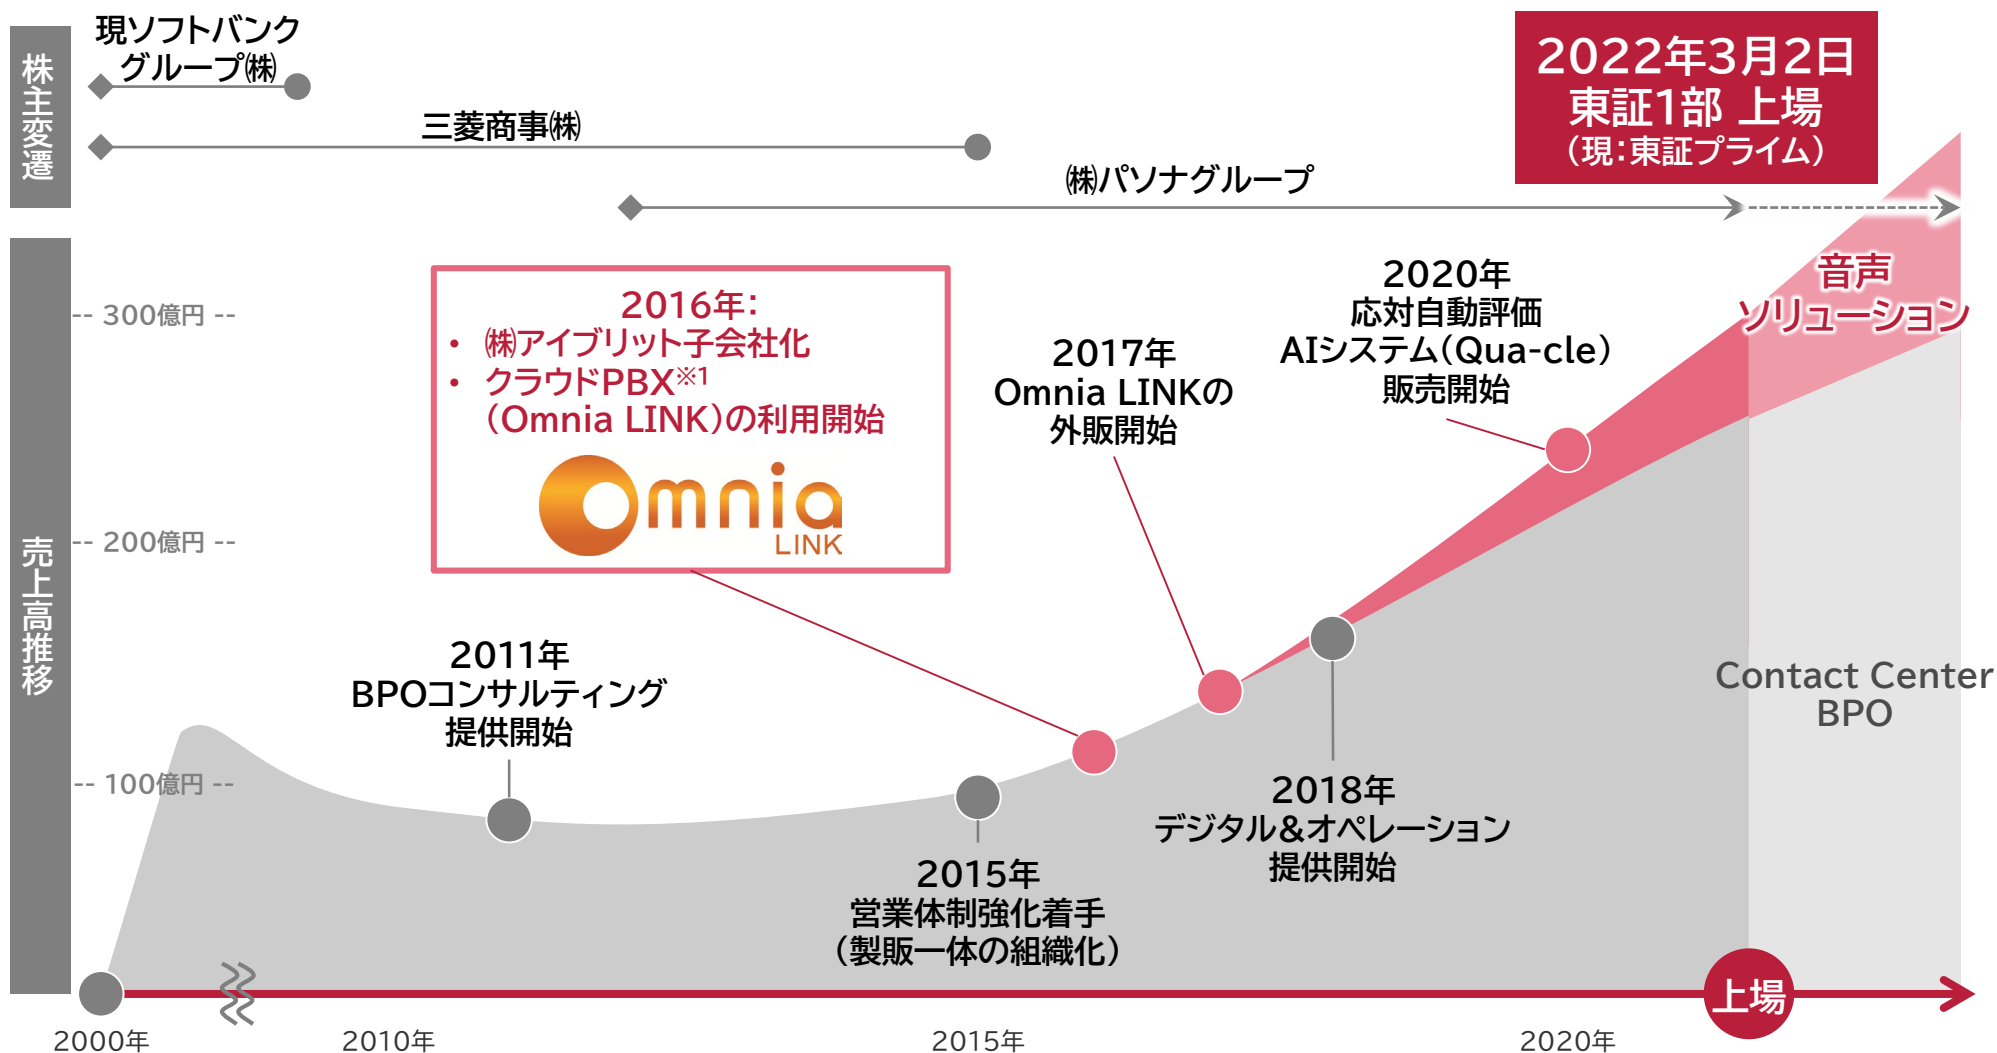 株主変遷
現ソフトバンク
グループ㈱
三菱商事㈱
㈱パソナグループ
2022年3月2日
東証1部 上場
（現：東証プライム）
売上高推移
-- 300億円 --
-- 200億円 --
-- 100億円 --
2016年：
・ ㈱アイブリット子会社化
・ クラウドPBX※1
（Omnia LINK）の利用開始
Omnia
LINK
2011年
BPOコンサルティング
提供開始
2015年
営業体制強化着手
（製販一体の組織化）
2017年
Omnia LINKの
外販開始
2018年
デジタル&オペレーション
提供開始
2020年
応対自動評価
AIシステム（Qua-cle）
販売開始
音声
ソリューション
Contact Center
BPO
上場
2000年
2010年
2015年
2020年